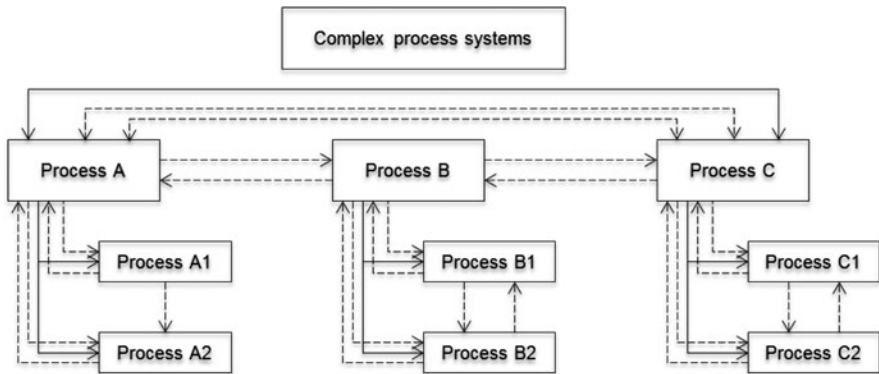 Complex process systems
Process A
Process B
Process C
Process A1
Process B1
Process C1
Process A2
Process B2
Process C2